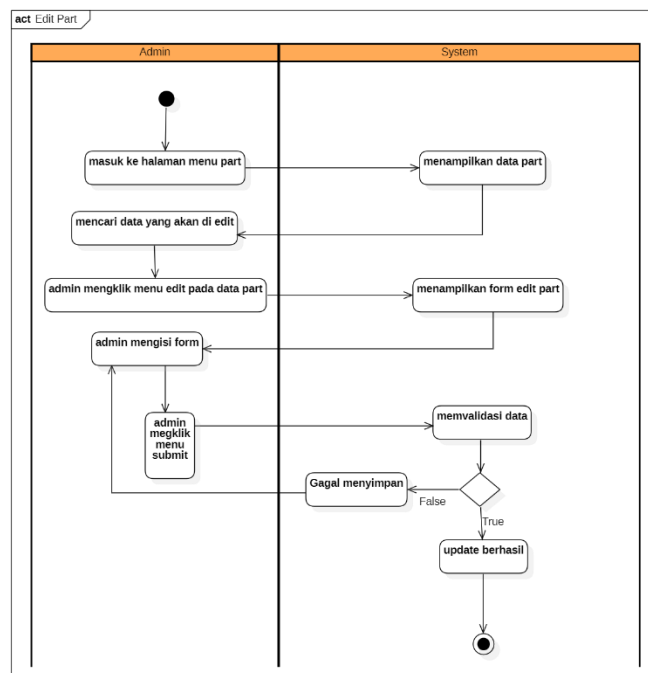 act Edit Part
Admin
System
masuk ke halaman menu part
menampilkan data part
mencari data yang akan di edit
admin mengklik menu edit pada data part
menampilkan form edit part
admin mengisi form
admin
megklik
menu
submit
memvalidasi data
Gagal menyimpan
False
True
update berhasil